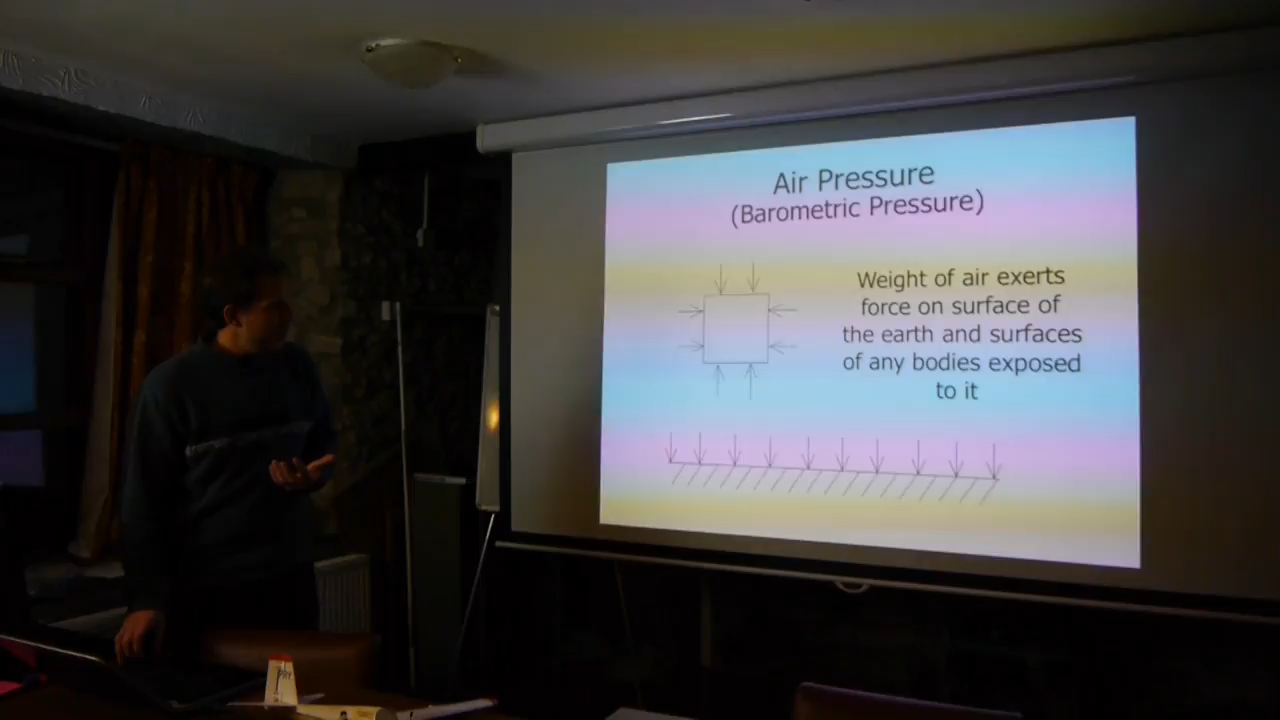 Air Pressure
(Barometric Pressure)
Weight of air exerts
force on surface of
the earth and surfaces
of any bodies exposed
to it